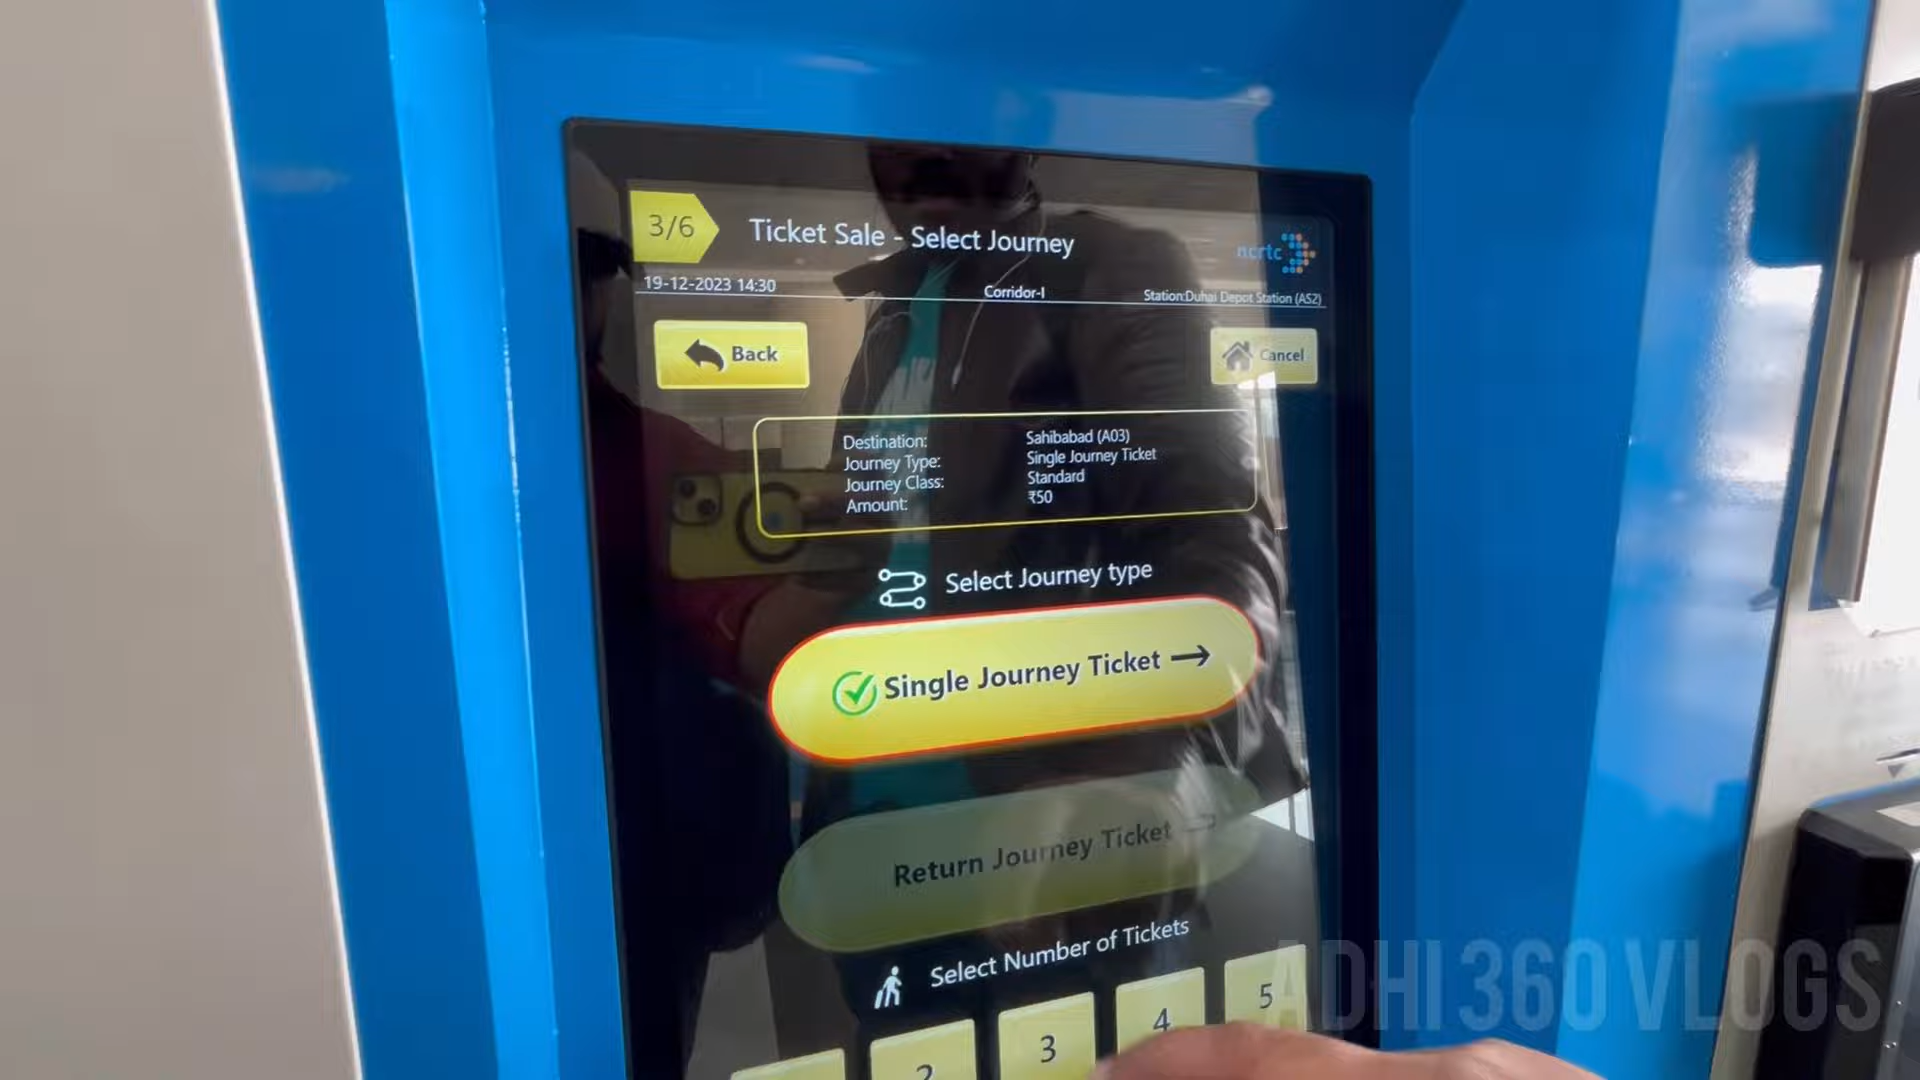 3/6
Ticket Sale - Select Journey
ncrtc
19-12-2023 14:30
Corridor-I
Station:Duhai Depot Station (AS2)
Back
Cancel
Destination: Sahibabad (A03)
Journey Type: Single Journey Ticket
Journey Class: Standard
Amount: ₹50
Select Journey type
Single Journey Ticket →
Return Journey Ticket
Select Number of Tickets
2 3 4 5
ADHI 360 VLOGS